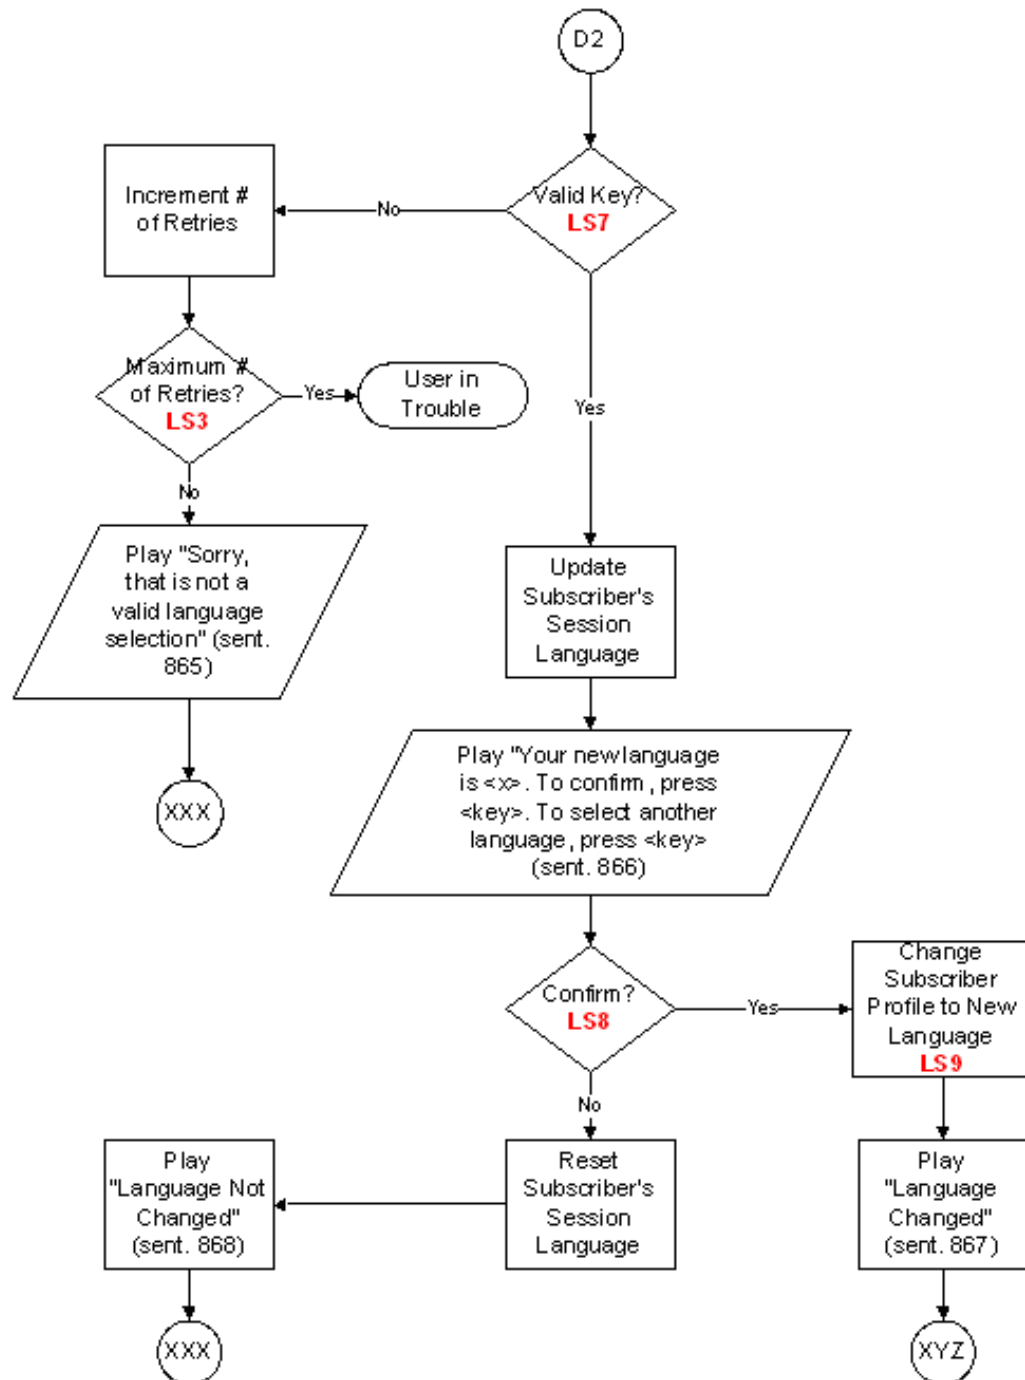 D2
Valid Key?
LS7
No
Increment #
of Retries
Maximum #
of Retries?
LS3
Yes
User in
Trouble
No
Play "Sorry,
that is not a
valid language
selection" (sent.
865)
XXX
Yes
Update
Subscriber's
Session
Language
Play "Your new language
is <x>. To confirm, press
<key>. To select another
language, press <key>
(sent. 866)
Confirm?
LS8
Yes
Change
Subscriber
Profile to New
Language
LS9
No
Reset
Subscriber's
Session
Language
Play
"Language Not
Changed"
(sent. 868)
XXX
Play
"Language
Changed"
(sent. 867)
XYZ